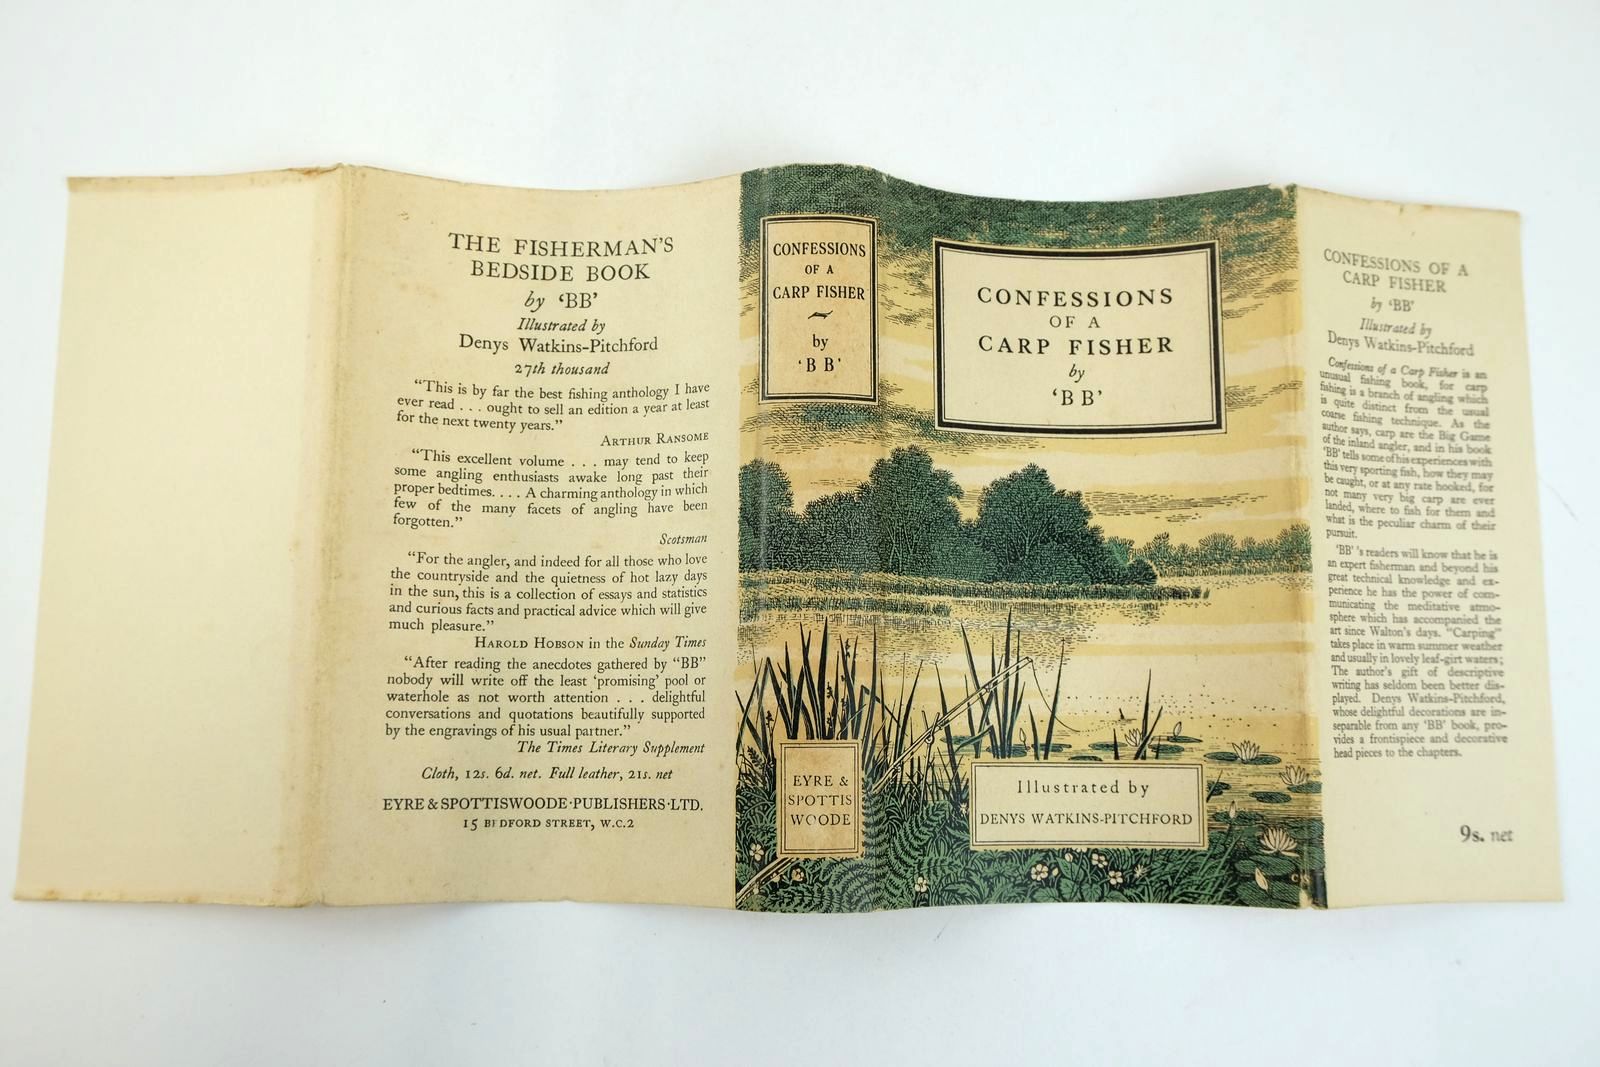 THE FISHERMAN'S
BEDSIDE BOOK
by 'BB'
Illustrated by
Denys Watkins-Pitchford
27th thousand
"This is by far the best fishing anthology I have
ever read . . . ought to sell an edition a year at least
for the next twenty years."
ARTHUR RANSOME
"This excellent volume . . . may tend to keep
some angling enthusiasts awake long past their
proper bedtimes. . . . A charming anthology in which
few of the many facets of angling have been
forgotten."
Scotsman
"For the angler, and indeed for all those who love
the countryside and the quietness of hot lazy days
in the sun, this is a collection of essays and statistics
and curious facts and practical advice which will give
much pleasure."
HAROLD HOBSON in the Sunday Times
"After reading the anecdotes gathered by "BB"
nobody will write off the least 'promising' pool or
waterhole as not worth attention . . . delightful
conversations and quotations beautifully supported
by the engravings of his usual partner."
The Times Literary Supplement
Cloth, 12s. 6d. net. Full leather, 21s. net
EYRE & SPOTTISWOODE·PUBLISHERS·LTD.
15 BEDFORD STREET, W.C.2
CONFESSIONS
OF A
CARP FISHER
by
'BB'
EYRE &
SPOTTIS
WOODE
CONFESSIONS
OF A
CARP FISHER
by
'BB'
Illustrated by
DENYS WATKINS-PITCHFORD
CONFESSIONS OF A
CARP FISHER
by 'BB'
Illustrated by
Denys Watkins-Pitchford
Confessions of a Carp Fisher is an
unusual fishing book, for carp
fishing is a branch of angling which
is quite distinct from the usual
coarse fishing technique. As the
author says, carp are the Big Game
of the inland angler, and in his book
'BB' tells some of his experiences with
this very sporting fish, how they may
be caught, or at any rate hooked, for
not many very big carp are ever
landed, where to fish for them and
what is the peculiar charm of their
pursuit.
'BB' 's readers will know that he is
an expert fisherman and beyond his
great technical knowledge and ex-
perience he has the power of com-
municating the meditative atmo-
sphere which has accompanied the
art since Walton's days. "Carping"
takes place in warm summer weather
and usually in lovely leaf-girt waters;
The author's gift of descriptive
writing has seldom been better dis-
played. Denys Watkins-Pitchford,
whose delightful decorations are in-
separable from any 'BB' book, pro-
vides a frontispiece and decorative
head pieces to the chapters.
9s. net